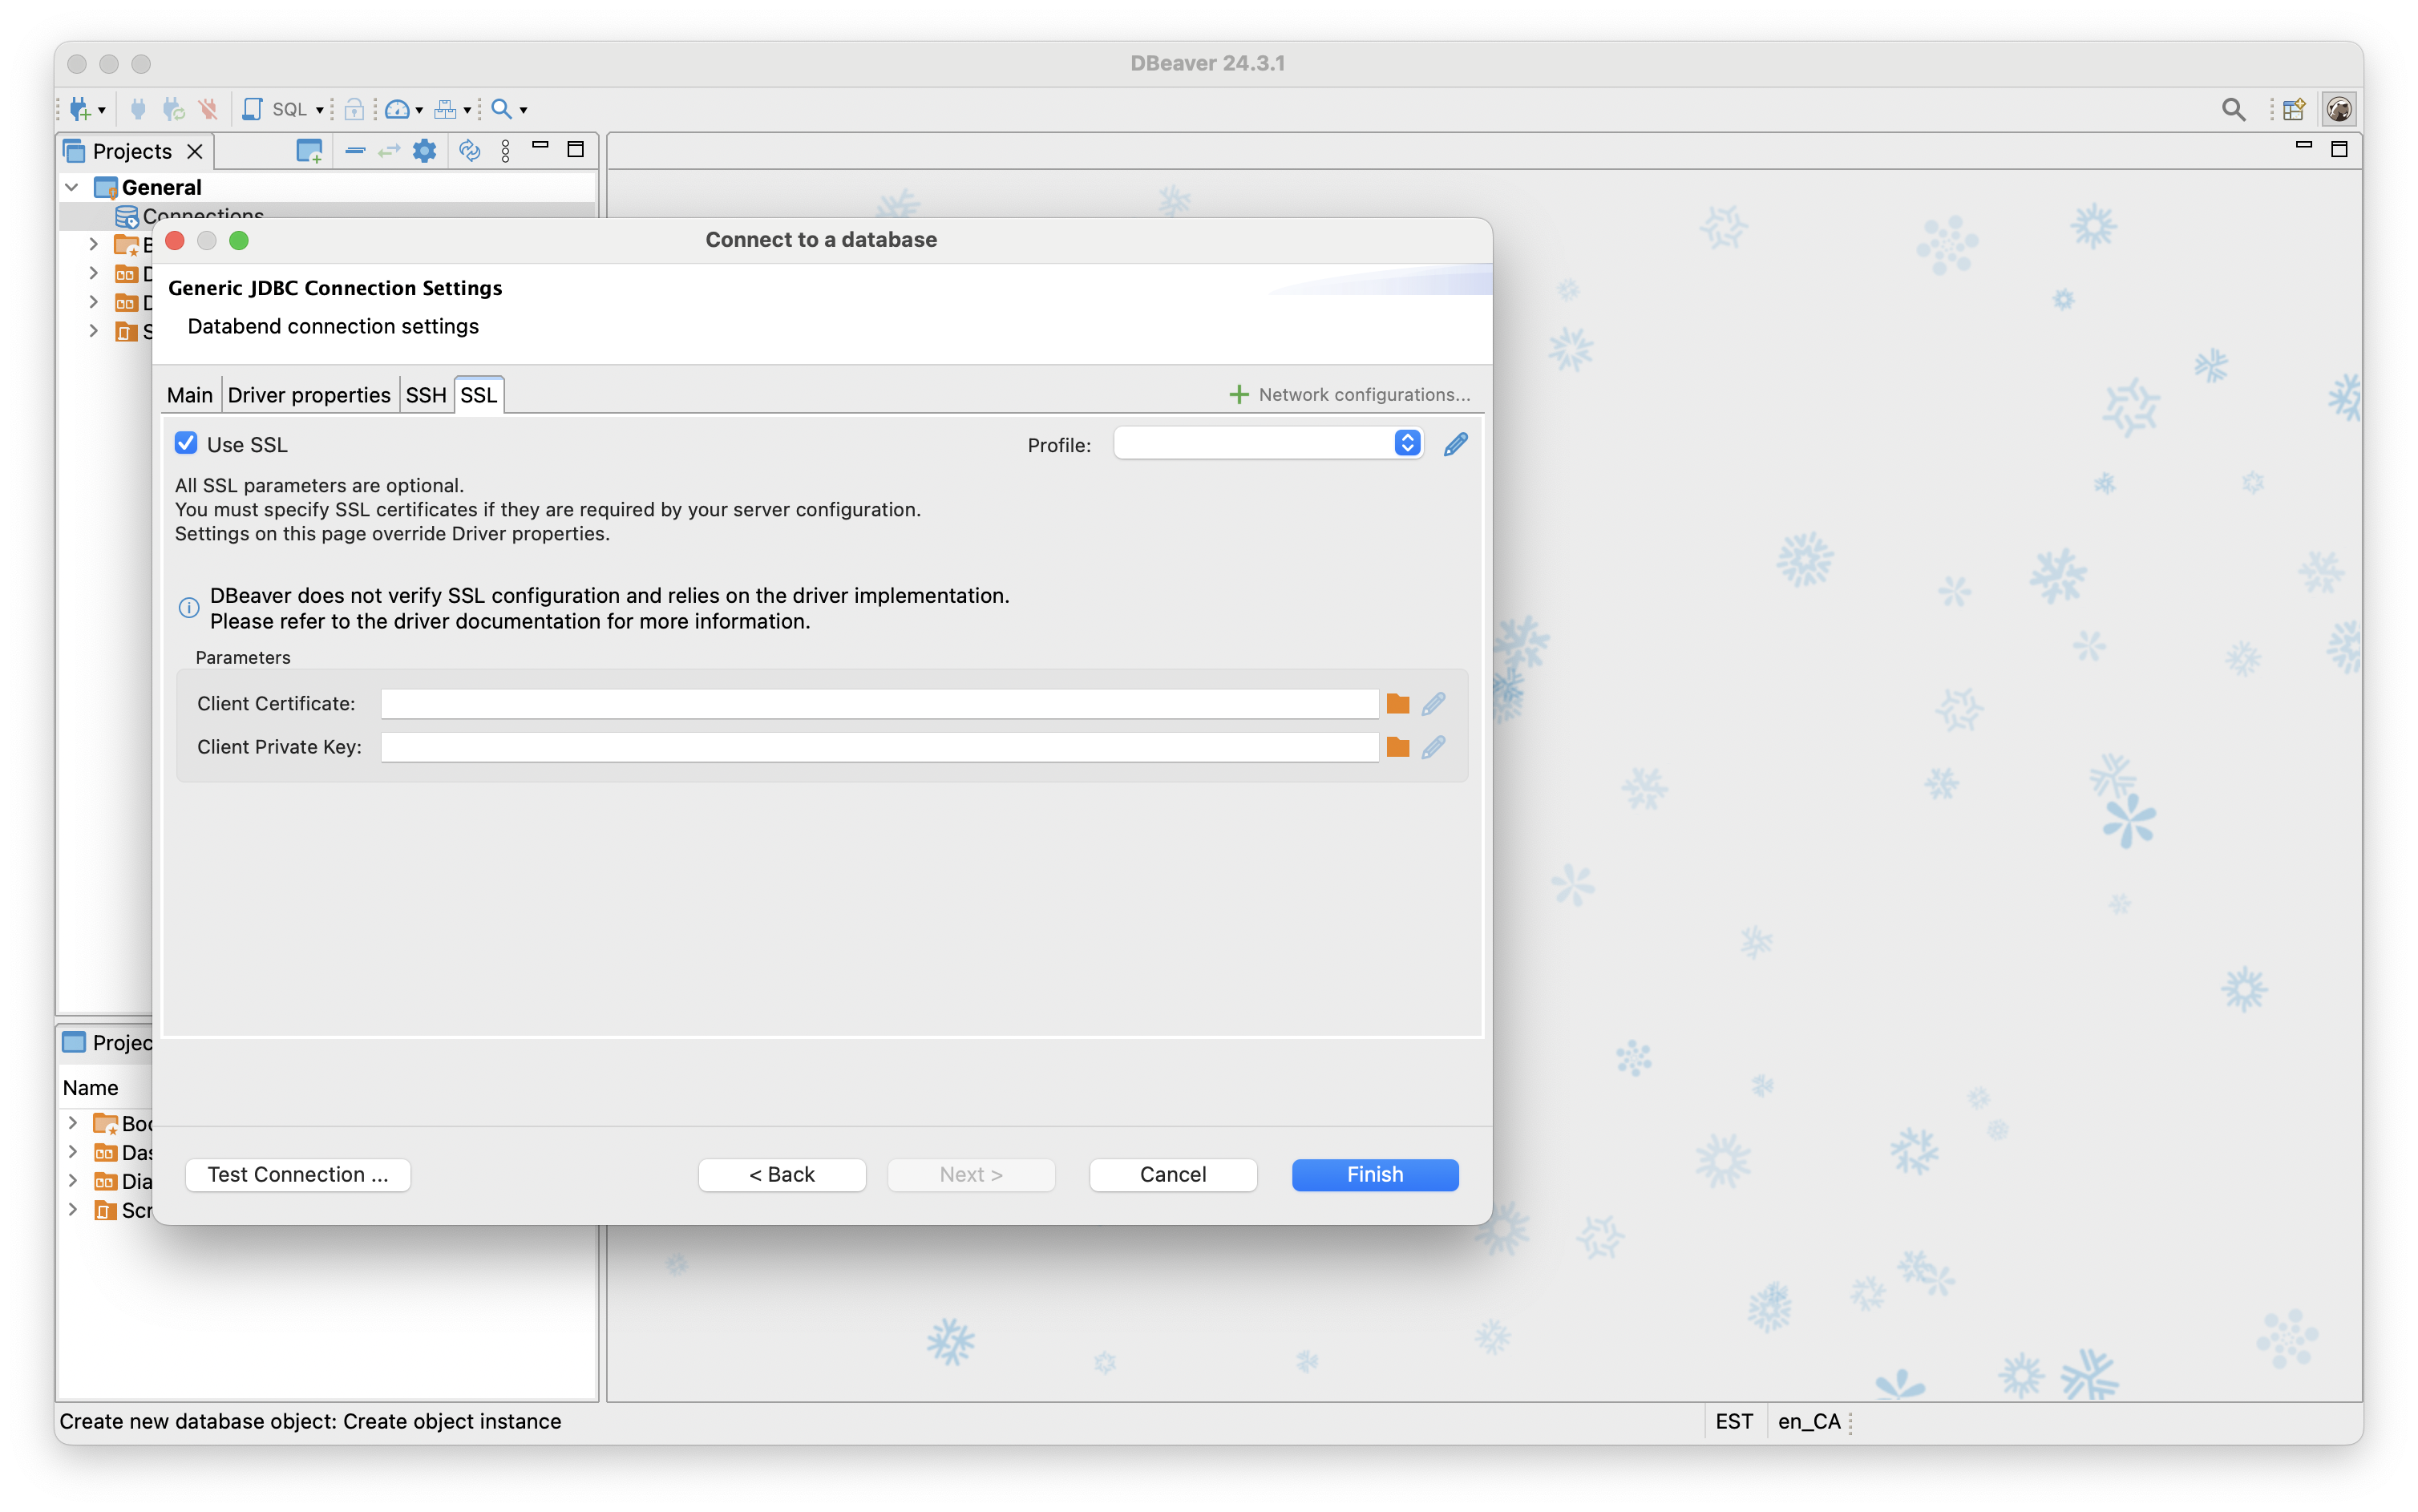 DBeaver 24.3.1
SQL
Projects
General
Connections
Connect to a database
Generic JDBC Connection Settings
Databend connection settings
Main
Driver properties
SSH
SSL
Network configurations...
Use SSL
Profile:
All SSL parameters are optional.
You must specify SSL certificates if they are required by your server configuration.
Settings on this page override Driver properties.
DBeaver does not verify SSL configuration and relies on the driver implementation.
Please refer to the driver documentation for more information.
Parameters
Client Certificate:
Client Private Key:
Projec
Name
Boo
Das
Dia
Scr
Test Connection ...
< Back
Next >
Cancel
Finish
Create new database object: Create object instance
EST
en_CA